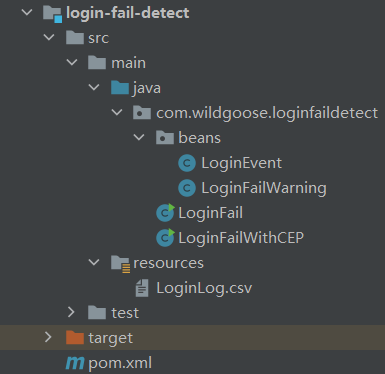 login-fail-detect
src
main
java
com.wildgoose.loginfaildetect
beans
LoginEvent
LoginFailWarning
LoginFail
LoginFailWithCEP
resources
LoginLog.csv
test
target
pom.xml